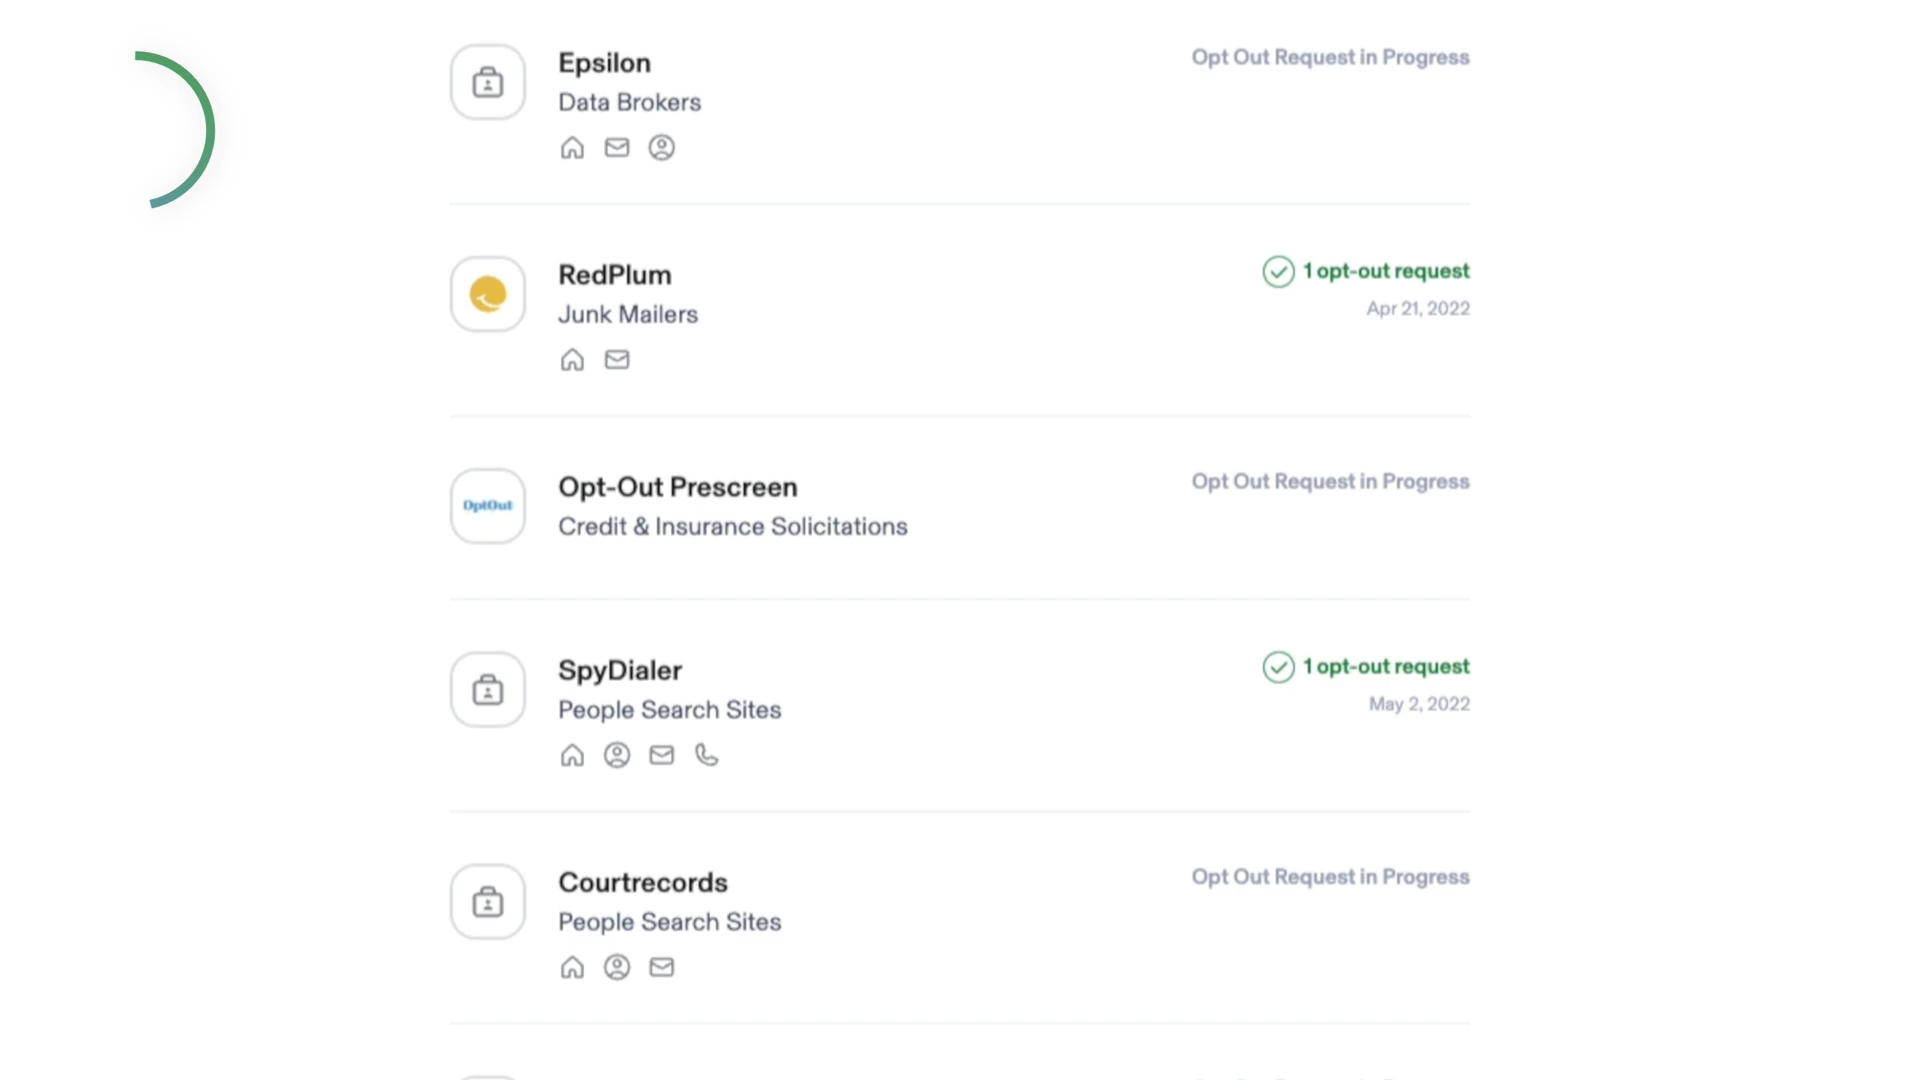 Epsilon
Opt Out Request in Progress
Data Brokers
RedPlum
1 opt-out request
Junk Mailers
Apr 21, 2022
Opt-Out Prescreen
Opt Out Request in Progress
OptOut
Credit & Insurance Solicitations
SpyDialer
1 opt-out request
People Search Sites
May 2, 2022
Courtrecords
Opt Out Request in Progress
People Search Sites